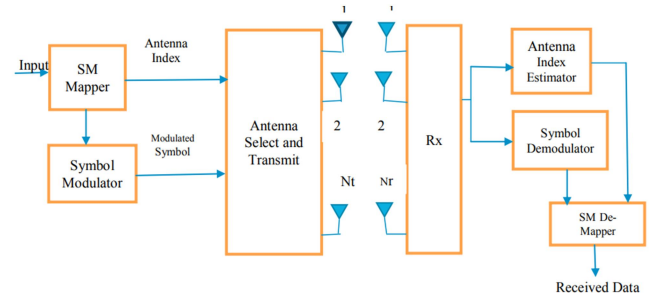 Input
SM
Mapper
Antenna
Index
Symbol
Modulator
Modulated
Symbol
Antenna
Select and
Transmit
1
1
2
2
Nt
Nr
Rx
Antenna
Index
Estimator
Symbol
Demodulator
SM De-
Mapper
Received Data